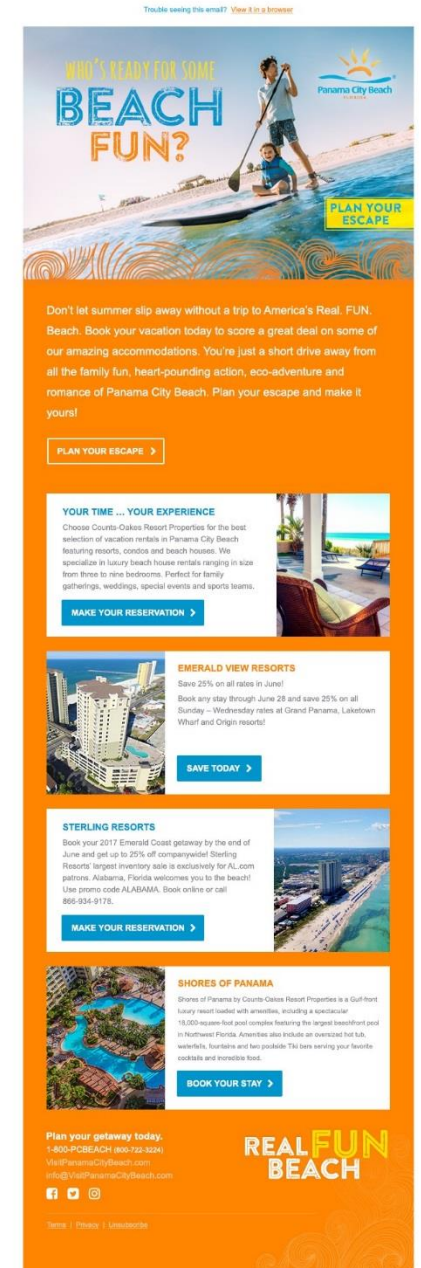 Trouble seeing this email? View it in a browser
WHO'S READY FOR SOME
BEACH
FUN?
Panama City Beach
FLORIDA
PLAN YOUR
ESCAPE
Don't let summer slip away without a trip to America's Real. FUN.
Beach. Book your vacation today to score a great deal on some of
our amazing accommodations. You're just a short drive away from
all the family fun, heart-pounding action, eco-adventure and
romance of Panama City Beach. Plan your escape and make it
yours!
PLAN YOUR ESCAPE >
YOUR TIME ... YOUR EXPERIENCE
Choose Counts-Oakes Resort Properties for the best
selection of vacation rentals in Panama City Beach
featuring resorts, condos and beach houses. We
specialize in luxury beach house rentals ranging in size
from three to nine bedrooms. Perfect for family
gatherings, weddings, special events and sports teams.
MAKE YOUR RESERVATION >
EMERALD VIEW RESORTS
Save 25% on all rates in June!
Book any stay through June 28 and save 25% on all
Sunday – Wednesday rates at Grand Panama, Laketown
Wharf and Origin resorts!
SAVE TODAY >
STERLING RESORTS
Book your 2017 Emerald Coast getaway by the end of
June and get up to 25% off companywide! Sterling
Resorts' largest inventory sale is exclusively for AL.com
patrons. Alabama, Florida welcomes you to the beach!
Use promo code ALABAMA. Book online or call
866-934-9178.
MAKE YOUR RESERVATION >
SHORES OF PANAMA
Shores of Panama by Counts-Oakes Resort Properties is a Gulf-front
luxury resort loaded with amenities, including a spectacular
18,000-square-foot pool complex featuring the largest beachfront pool
in Northwest Florida. Amenities also include an oversized hot tub,
waterfalls, fountains and two poolside Tiki bars serving your favorite
cocktails and incredible food.
BOOK YOUR STAY >
Plan your getaway today.
1-800-PCBEACH (800-722-3224)
VisitPanamaCityBeach.com
info@VisitPanamaCityBeach.com
REAL FUN
BEACH
Terms | Privacy | Unsubscribe